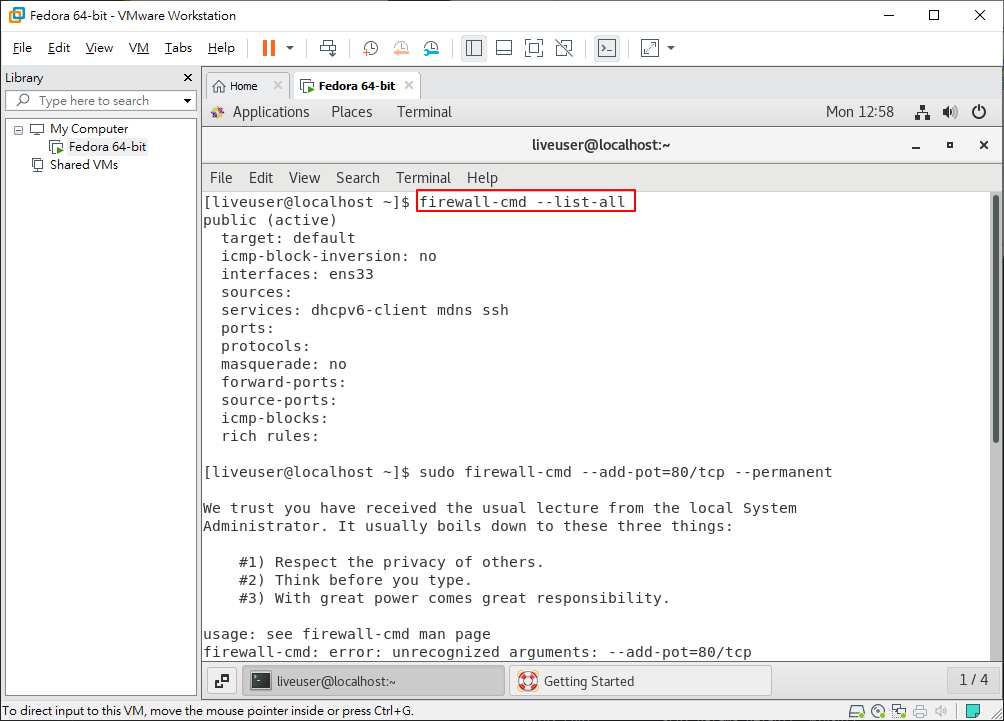 Fedora 64-bit - VMware Workstation
File Edit View VM Tabs Help
Library
Type here to search
My Computer
Fedora 64-bit
Shared VMs
Home
Fedora 64-bit
Applications Places Terminal Mon 12:58
liveuser@localhost:~
File Edit View Search Terminal Help
[liveuser@localhost ~]$ firewall-cmd --list-all
public (active)
  target: default
  icmp-block-inversion: no
  interfaces: ens33
  sources:
  services: dhcpv6-client mdns ssh
  ports:
  protocols:
  masquerade: no
  forward-ports:
  source-ports:
  icmp-blocks:
  rich rules:
[liveuser@localhost ~]$ sudo firewall-cmd --add-pot=80/tcp --permanent
We trust you have received the usual lecture from the local System
Administrator. It usually boils down to these three things:
    #1) Respect the privacy of others.
    #2) Think before you type.
    #3) With great power comes great responsibility.
usage: see firewall-cmd man page
firewall-cmd: error: unrecognized arguments: --add-pot=80/tcp
liveuser@localhost:~ Getting Started 1 / 4
To direct input to this VM, move the mouse pointer inside or press Ctrl+G.